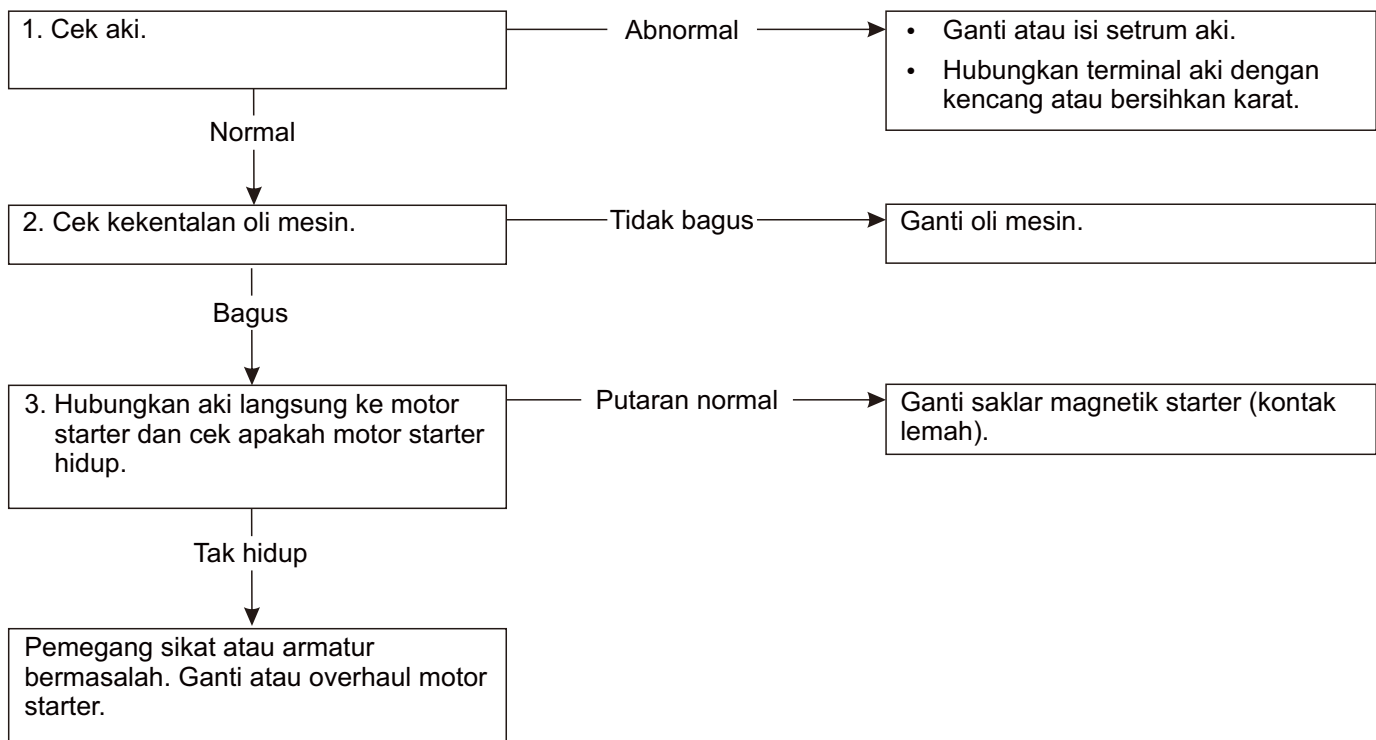 1. Cek aki.
Abnormal
• Ganti atau isi setrum aki.
• Hubungkan terminal aki dengan
kencang atau bersihkan karat.
Normal
2. Cek kekentalan oli mesin.
Tidak bagus
Ganti oli mesin.
Bagus
3. Hubungkan aki langsung ke motor
starter dan cek apakah motor starter
hidup.
Putaran normal
Ganti saklar magnetik starter (kontak
lemah).
Tak hidup
Pemegang sikat atau armatur
bermasalah. Ganti atau overhaul motor
starter.